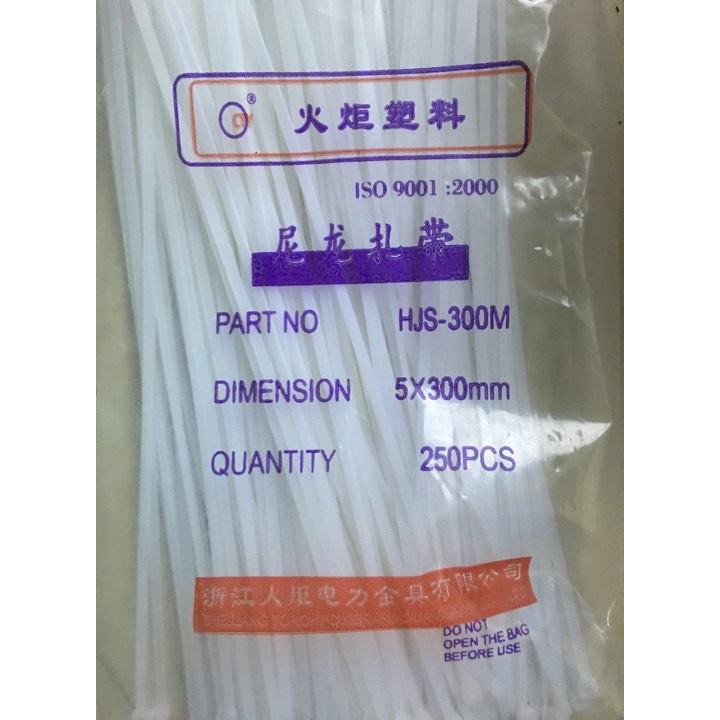 ® 火炬塑料
ISO 9001 :2000
尼龙扎带
PART NO HJS-300M
DIMENSION 5X300mm
QUANTITY 250PCS
浙江火炬电力金具有限公司
DO NOT
OPEN THE BAG
BEFORE USE